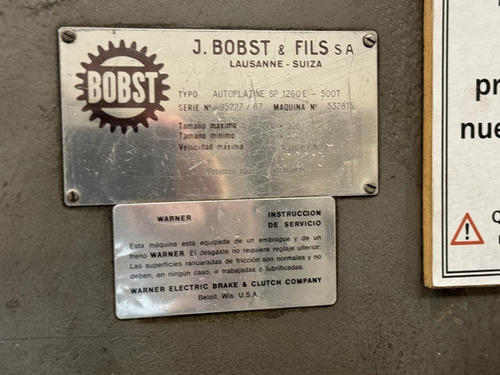 J. BOBST & FILS S A
LAUSANNE - SUIZA
BOBST
TYPO AUTOPLATINE SP 1260 E - 500T
SERIE Nº 95227/67 MAQUINA Nº 532615
Tamaño maximo
Tamaño minimo
Velocidad máxima
Patentes
WARNER
INSTRUCCION
DE SERVICIO
Esta máquina está equipada de un embrague y de un
freno WARNER. El desgaste no requiere reglaje ulterior.
Las superficies ranuaradas de fricción son normales y no
deben, en ningún caso, ir trabajadas o lubrificadas.
WARNER ELECTRIC BRAKE & CLUTCH COMPANY
Beloit, Wis. U.S.A.
pr
nue